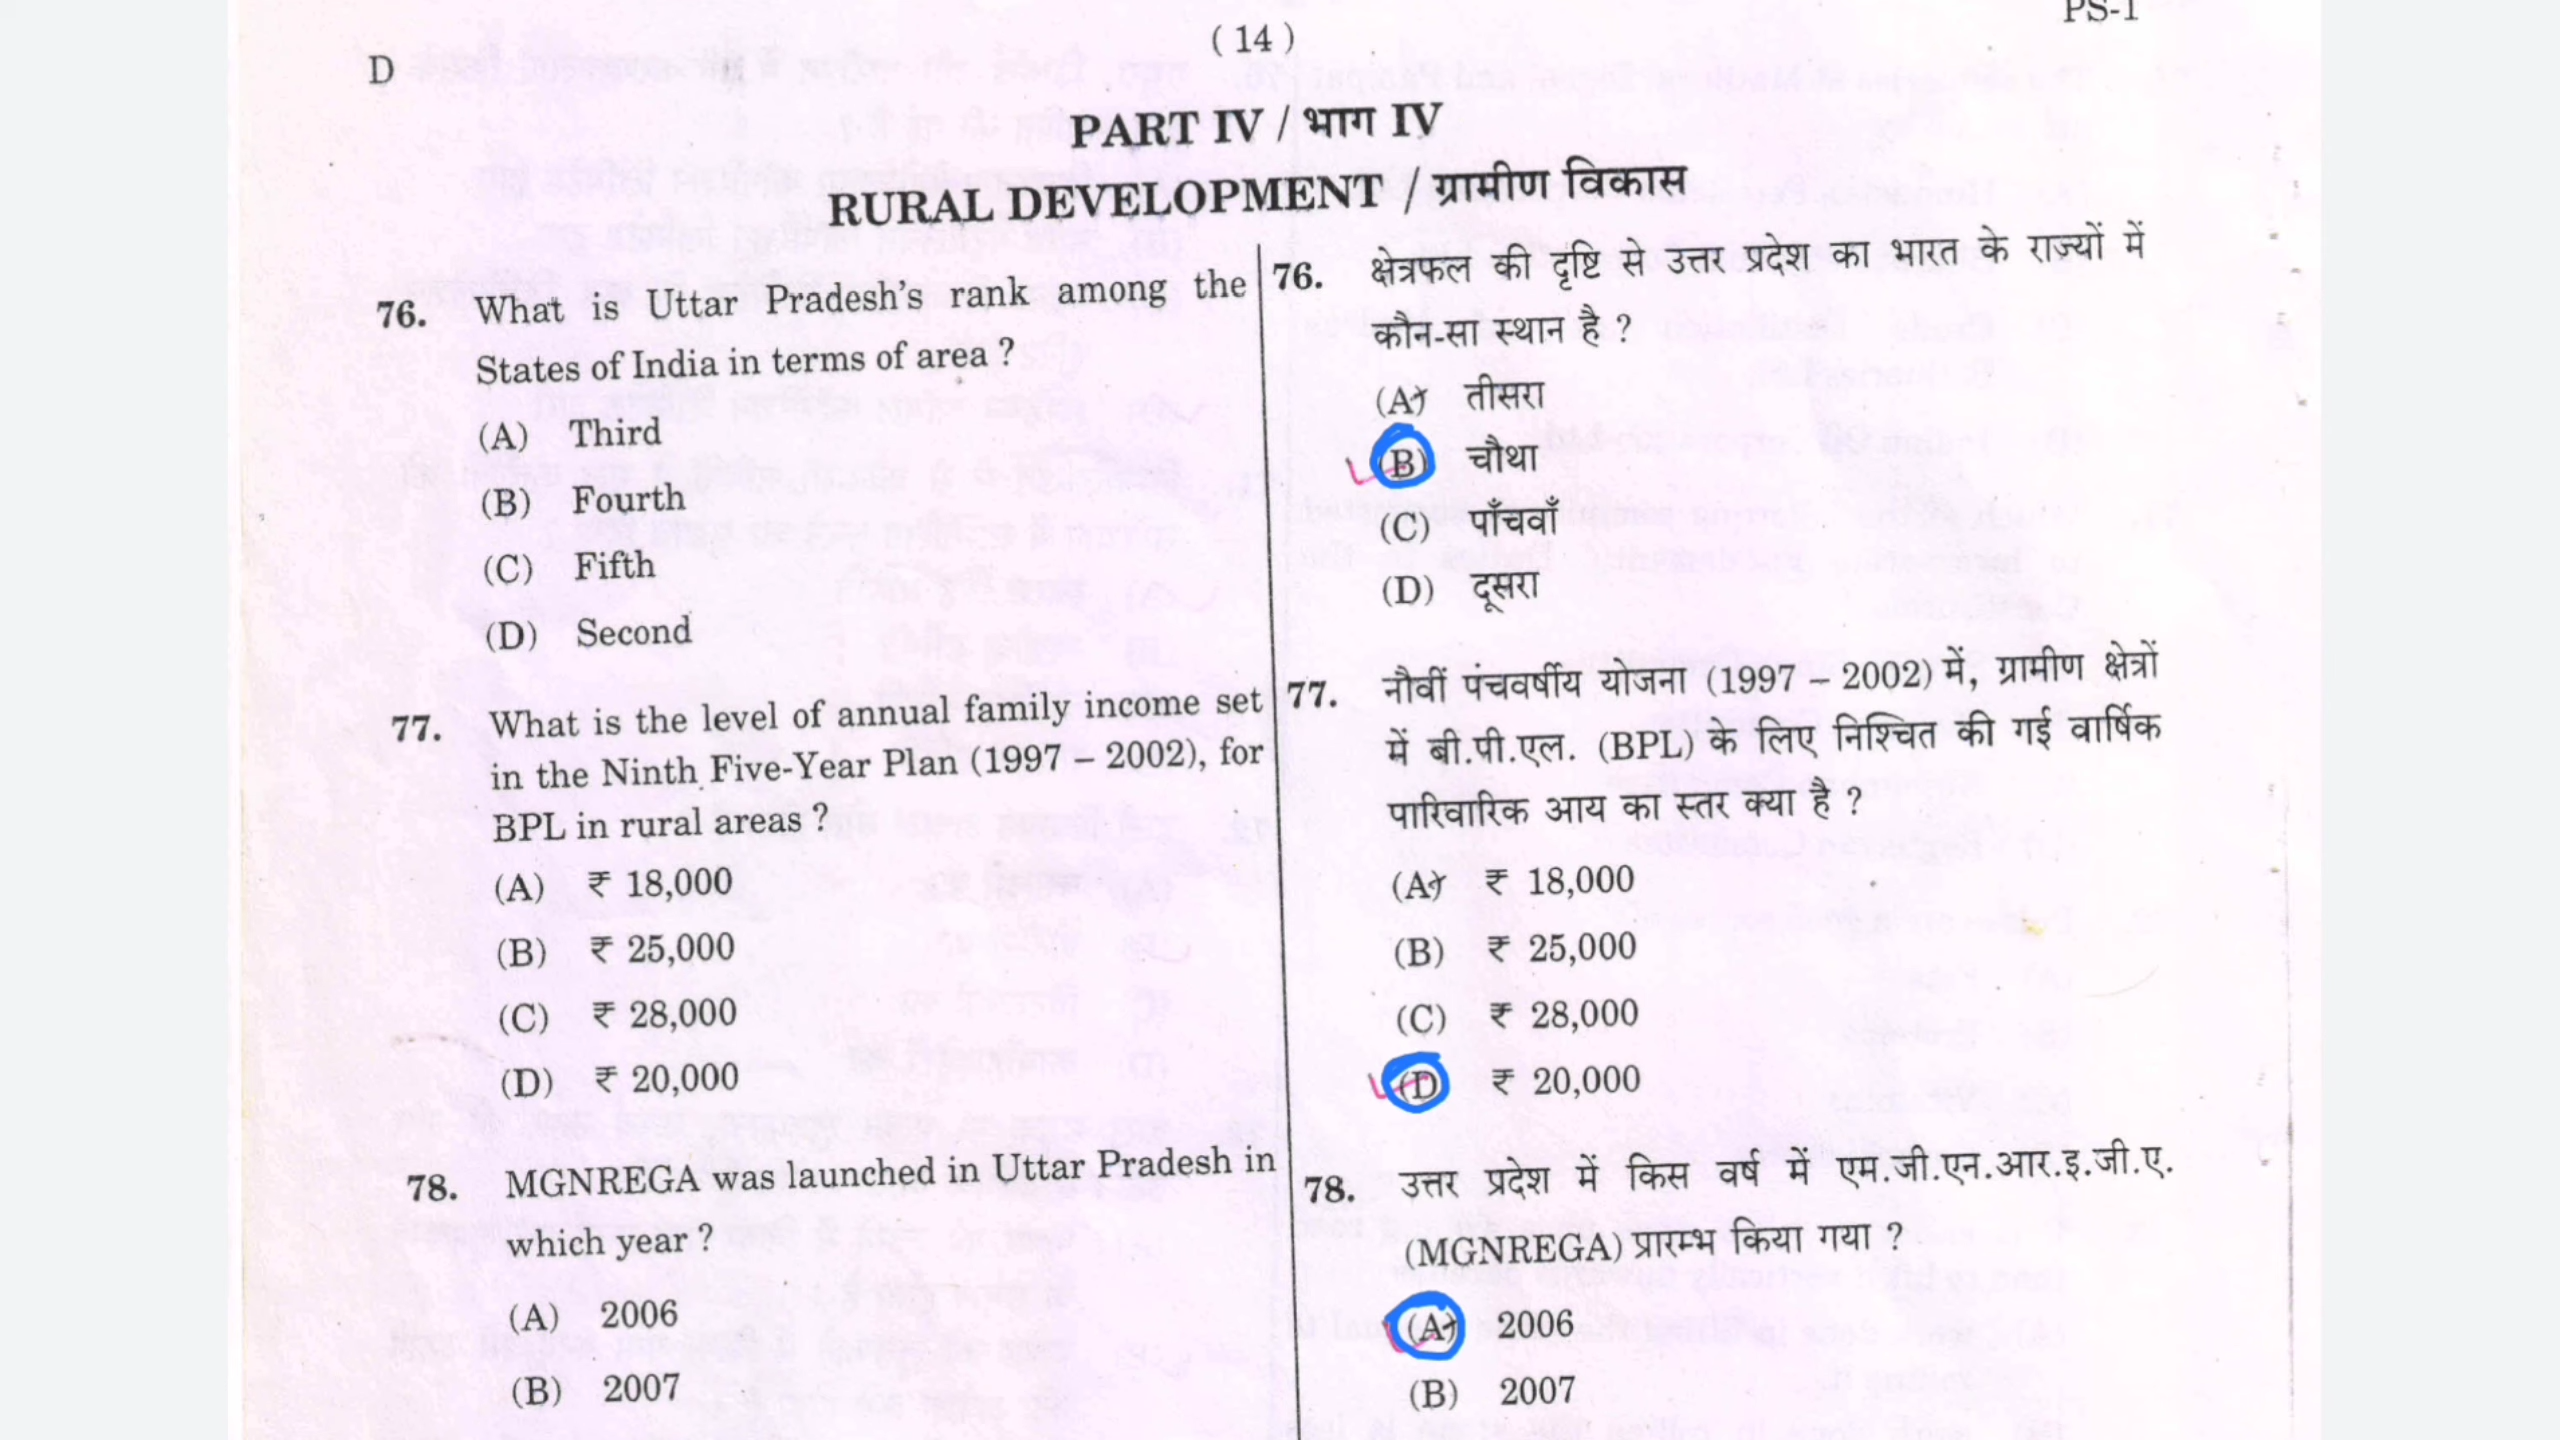 PS-1
( 14 )
D
PART IV / भाग IV
RURAL DEVELOPMENT / ग्रामीण विकास
76. What is Uttar Pradesh's rank among the
States of India in terms of area ?
(A) Third
(B) Fourth
(C) Fifth
(D) Second
77. What is the level of annual family income set
in the Ninth Five-Year Plan (1997 – 2002), for
BPL in rural areas ?
(A) ₹ 18,000
(B) ₹ 25,000
(C) ₹ 28,000
(D) ₹ 20,000
78. MGNREGA was launched in Uttar Pradesh in
which year ?
(A) 2006
(B) 2007
76. क्षेत्रफल की दृष्टि से उत्तर प्रदेश का भारत के राज्यों में
कौन-सा स्थान है ?
(A) तीसरा
(B) चौथा
(C) पाँचवाँ
(D) दूसरा
77. नौवीं पंचवर्षीय योजना (1997 – 2002) में, ग्रामीण क्षेत्रों
में बी.पी.एल. (BPL) के लिए निश्चित की गई वार्षिक
पारिवारिक आय का स्तर क्या है ?
(A) ₹ 18,000
(B) ₹ 25,000
(C) ₹ 28,000
(D) ₹ 20,000
78. उत्तर प्रदेश में किस वर्ष में एम.जी.एन.आर.इ.जी.ए.
(MGNREGA) प्रारम्भ किया गया ?
(A) 2006
(B) 2007